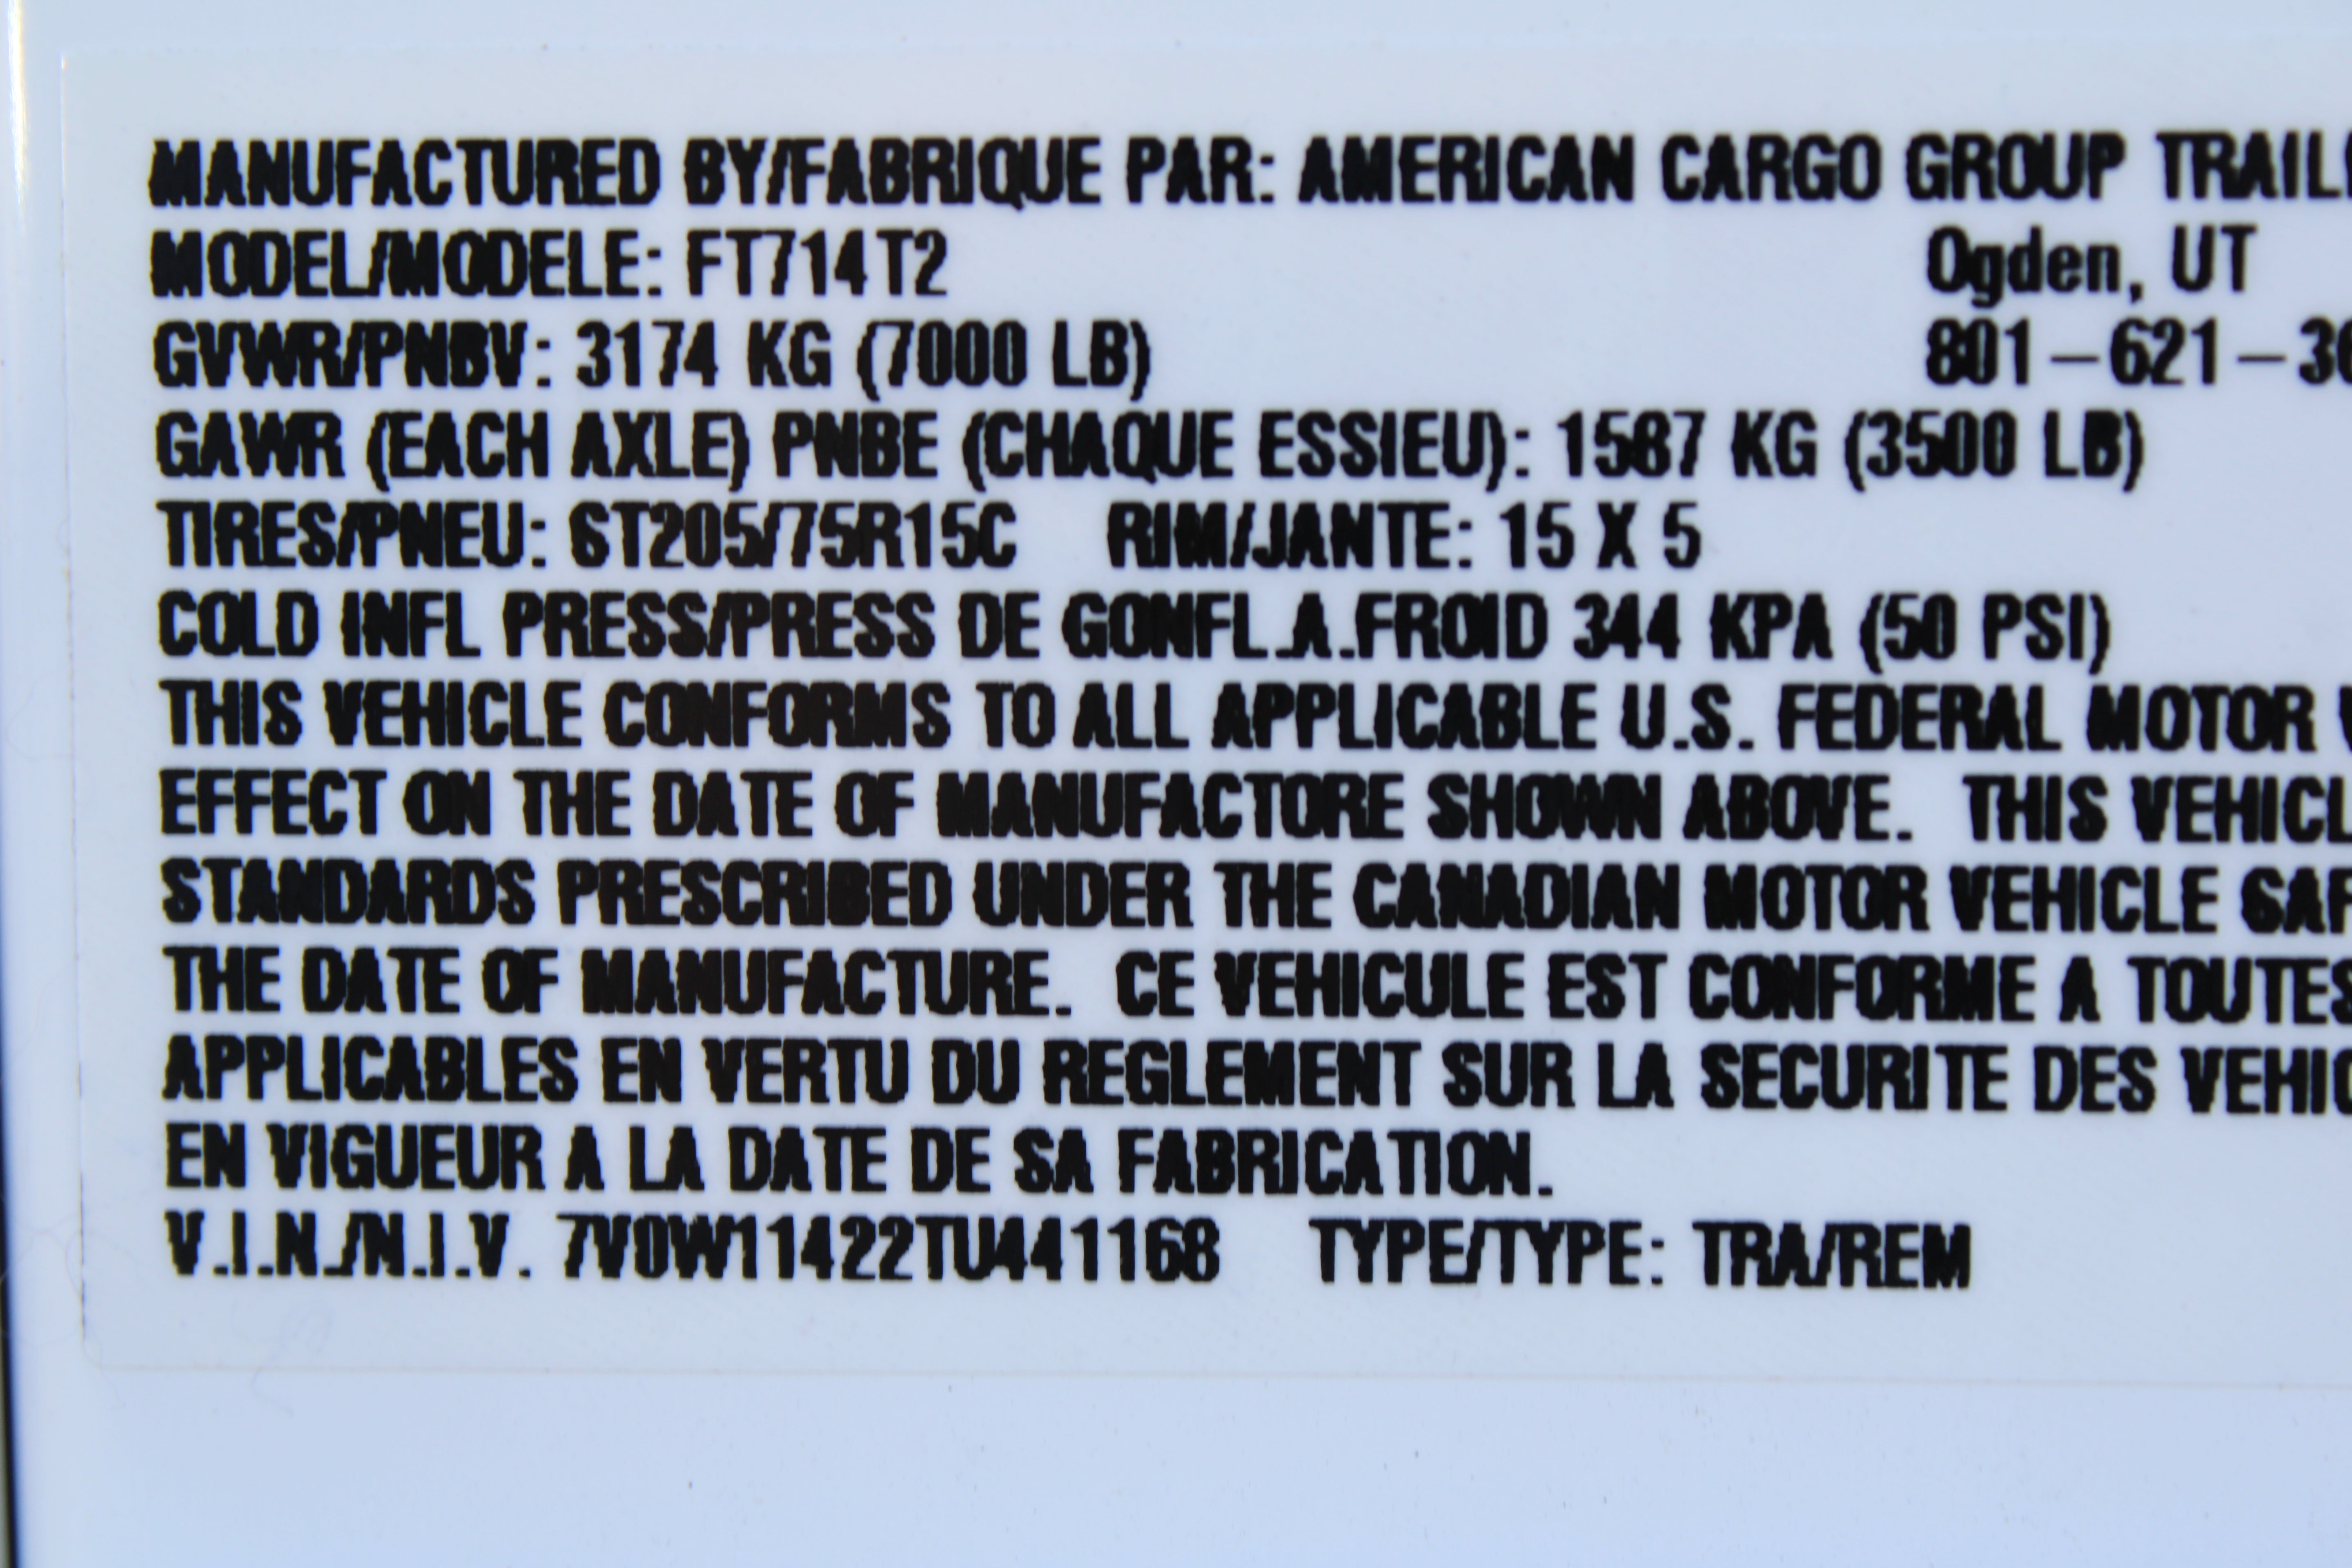 MANUFACTURED BY/FABRIQUE PAR: AMERICAN CARGO GROUP
MODEL/MODELE: FT714T2 Ogden, UT
GVWR/PNBV: 3174 KG (7000 LB) 801-621-
GAWR (EACH AXLE) PNBE (CHAQUE ESSIEU): 1587 KG (3500 LB)
TIRES/PNEU: ST205/75R15C RIM/JANTE: 15 X 5
COLD INFL PRESS/PRESS DE GONFL.A.FROID 344 KPA (50 PSI)
THIS VEHICLE CONFORMS TO ALL APPLICABLE U.S. FEDERAL MOTOR
EFFECT ON THE DATE OF MANUFACTORE SHOWN ABOVE. THIS
STANDARDS PRESCRIBED UNDER THE CANADIAN MOTOR VEHICLE
THE DATE OF MANUFACTURE. CE VEHICULE EST CONFORME A TOUTES
APPLICABLES EN VERTU DU REGLEMENT SUR LA SECURITE DES
EN VIGUEUR A LA DATE DE SA FABRICATION.
V.I.N./N.I.V. 7V0W11422TU441168 TYPE/TYPE: TRA/REM